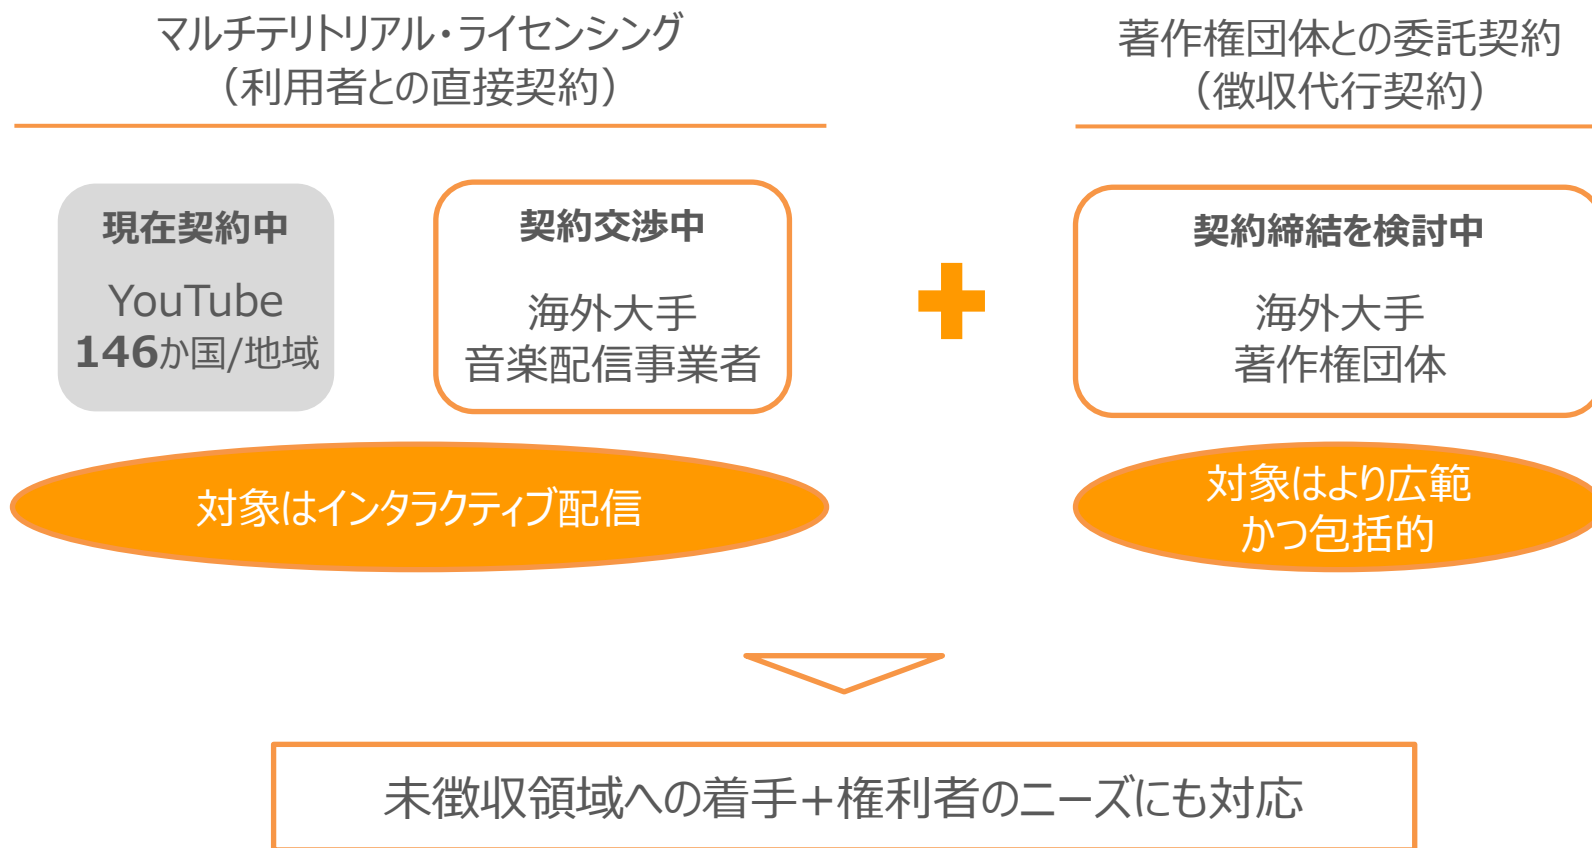 マルチテリトリアル・ライセンシング
（利用者との直接契約）
著作権団体との委託契約
（徴収代行契約）
現在契約中
YouTube
146か国/地域
契約交渉中
海外大手
音楽配信事業者
契約締結を検討中
海外大手
著作権団体
対象はインタラクティブ配信
対象はより広範
かつ包括的
未徴収領域への着手+権利者のニーズにも対応